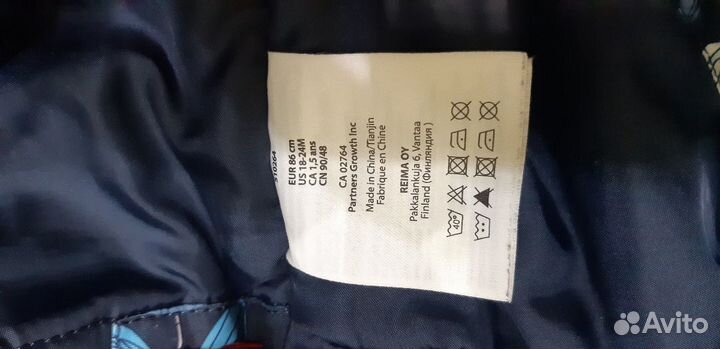 510264
EUR 86 cm
US 18-24M
CA 1,5 ans
CN 90/48
CA 02764
Partners Growth Inc
Made in China/Tianjin
Fabrique en Chine
REIMA OY
Pakkalankuja 6, Vantaa
Finland (Финляндия )
40°
Avito